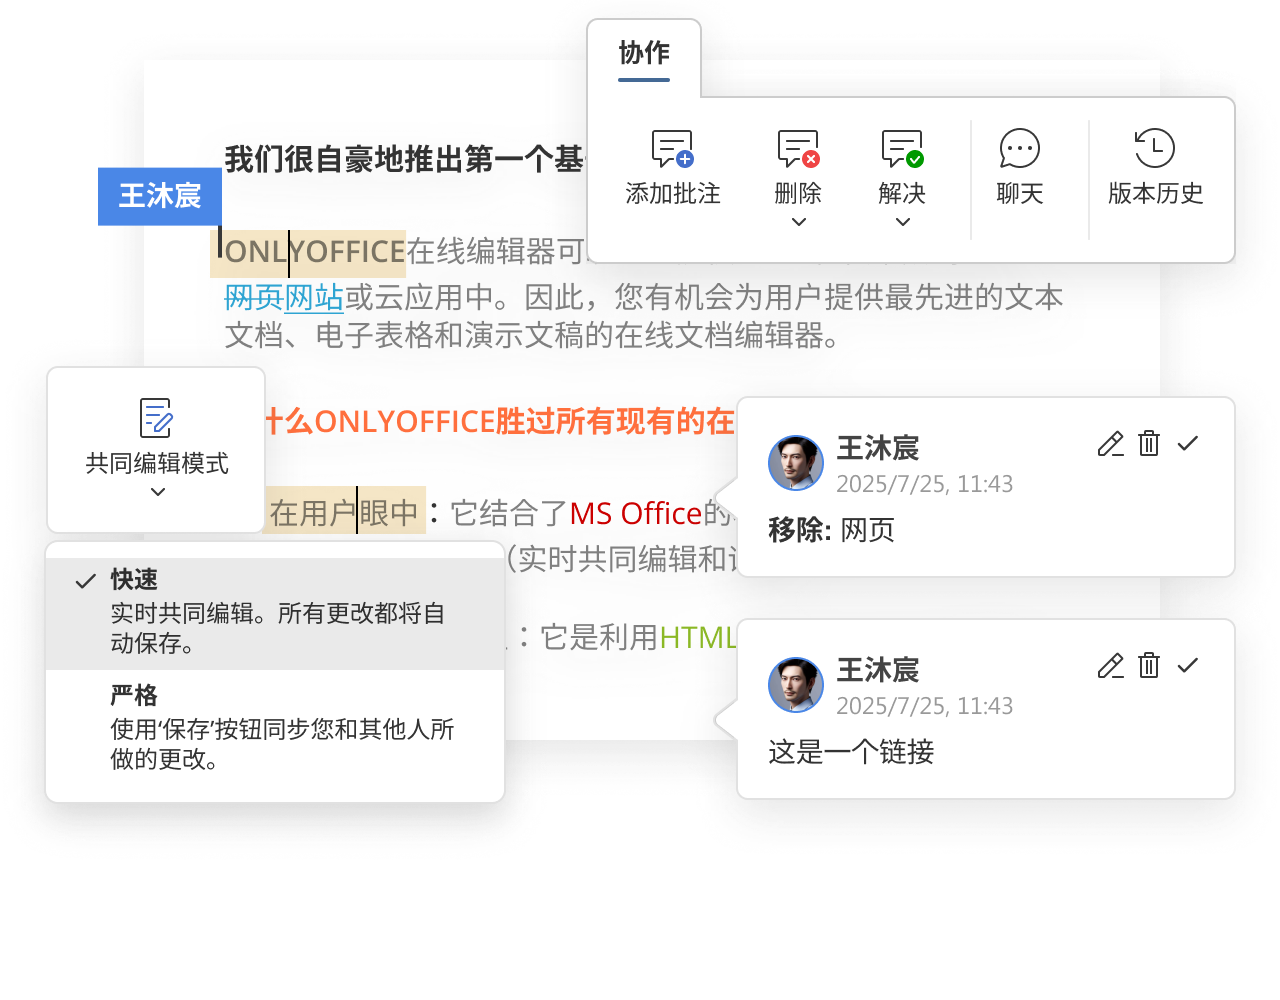 协作
添加批注
删除
解决
聊天
版本历史
我们很自豪地推出第一个基
王沐宸
ONLYOFFICE在线编辑器可
网页网站或云应用中。因此，您有机会为用户提供最先进的文本
文档、电子表格和演示文稿的在线文档编辑器。
共同编辑模式
什么ONLYOFFICE胜过所有现有的在
在用户眼中：它结合了MS Office的
（实时共同编辑和
：它是利用HTML
快速
实时共同编辑。所有更改都将自
动保存。
严格
使用‘保存’按钮同步您和其他人所
做的更改。
王沐宸
2025/7/25, 11:43
移除: 网页
王沐宸
2025/7/25, 11:43
这是一个链接